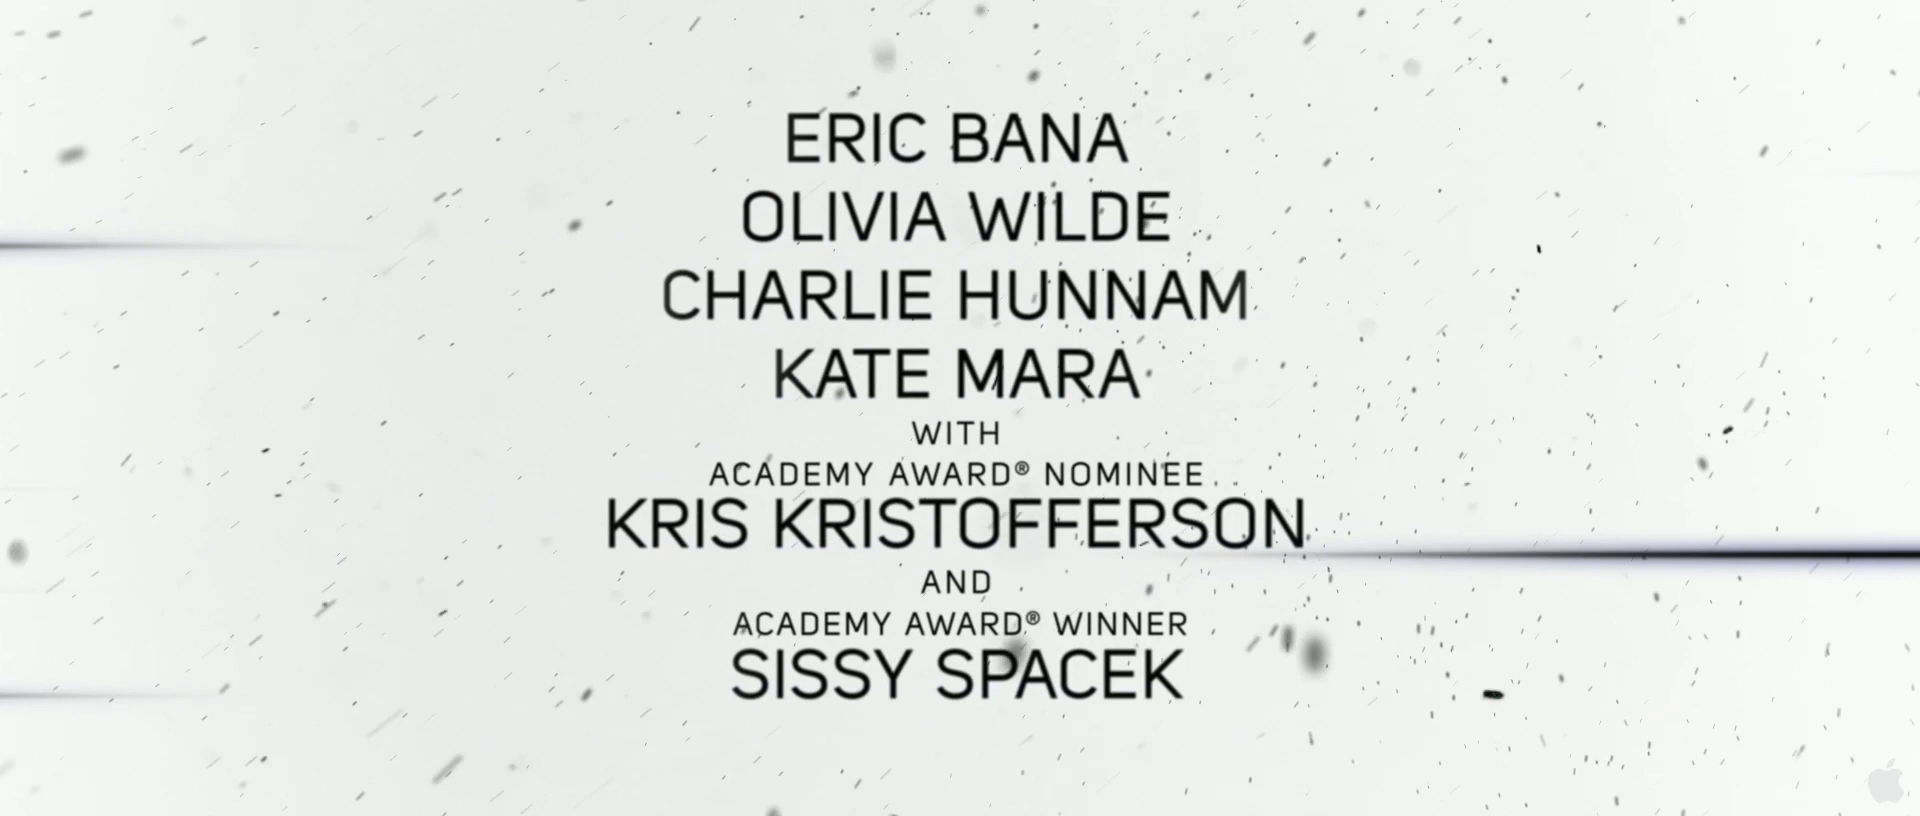 ERIC BANA
OLIVIA WILDE
CHARLIE HUNNAM
KATE MARA
WITH
ACADEMY AWARD® NOMINEE
KRIS KRISTOFFERSON
AND
ACADEMY AWARD® WINNER
SISSY SPACEK